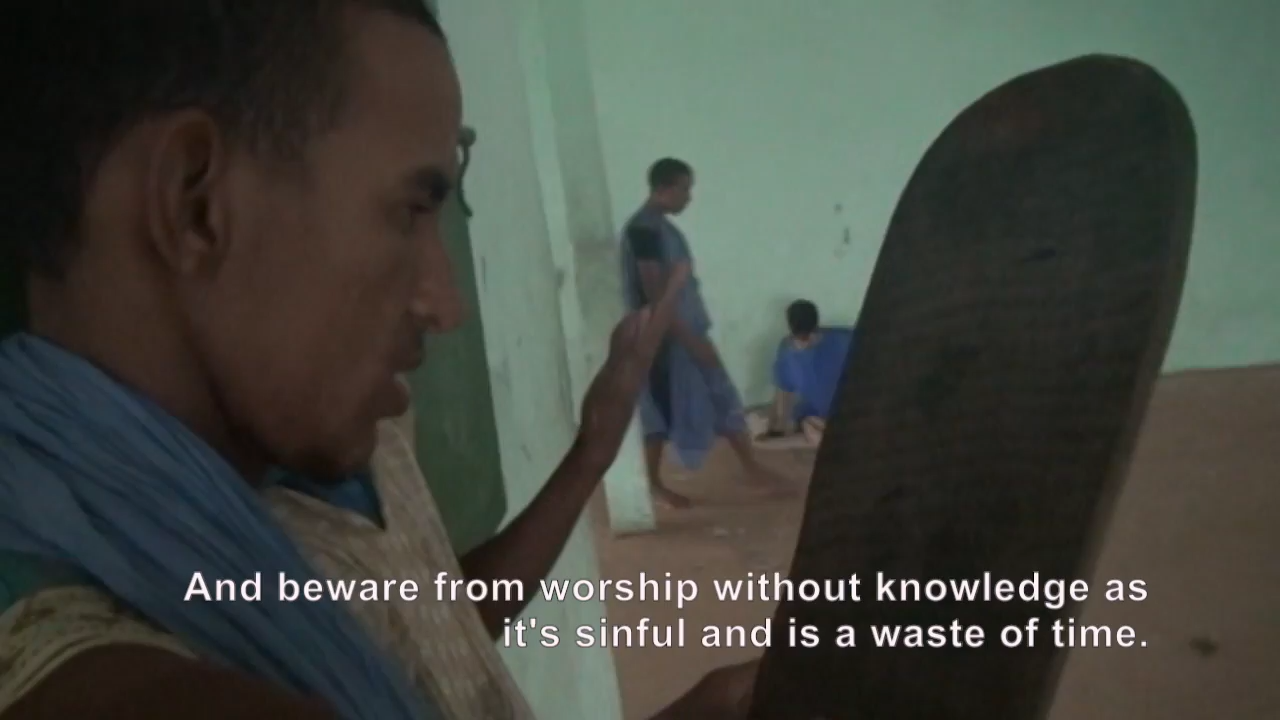 And beware from worship without knowledge as
it's sinful and is a waste of time.